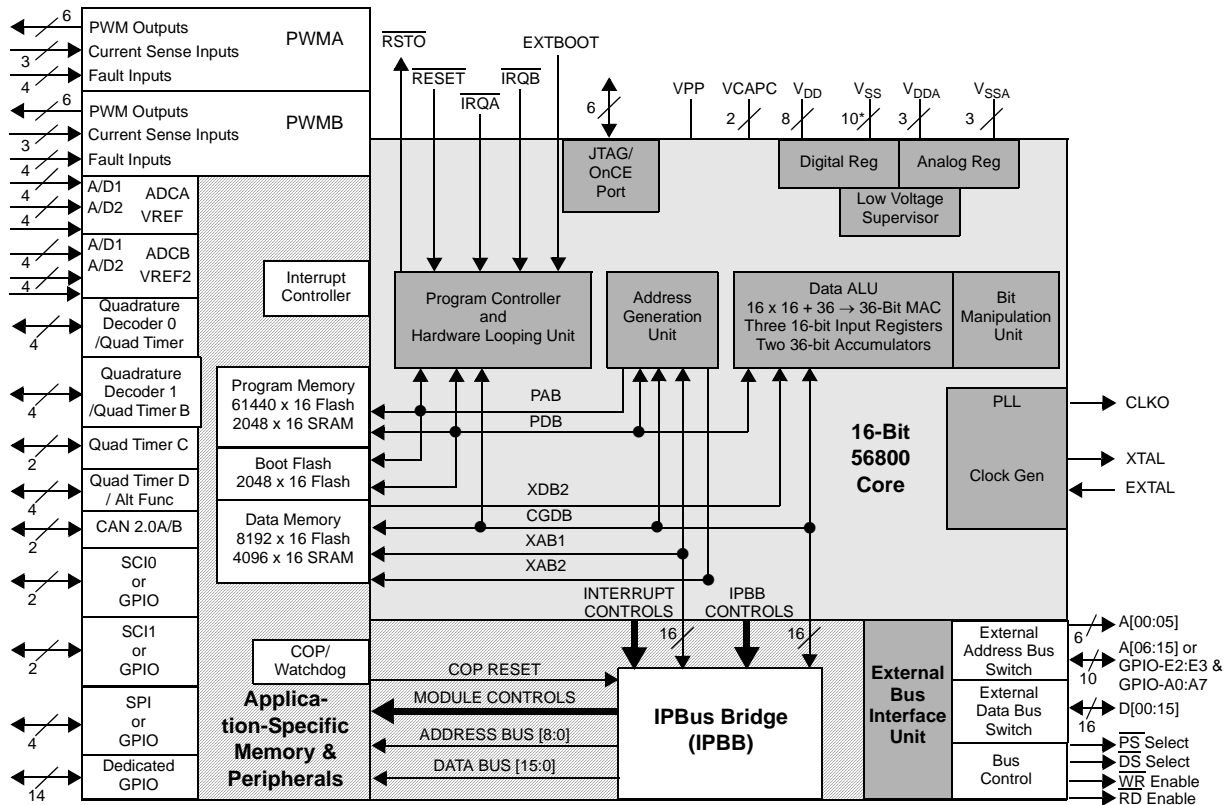 6
PWM Outputs
Current Sense Inputs
3
Fault Inputs
4
PWMA
6
PWM Outputs
Current Sense Inputs
3
Fault Inputs
4
PWMB
RSTO
RESET
IRQA
IRQB
EXTBOOT
6
VPP
VCAPC
2
VDD
8
VSS
10*
VDDA
3
VSSA
3
JTAG/
OnCE
Port
Digital Reg
Analog Reg
Low Voltage
Supervisor
4
A/D1
4
A/D2
4
ADCA
VREF
A/D1
4
A/D2
4
ADCB
VREF2
Quadrature
Decoder 0
/Quad Timer
4
Quadrature
Decoder 1
/Quad Timer B
4
Quad Timer C
2
Quad Timer D
/ Alt Func
4
CAN 2.0A/B
2
SCI0
or
GPIO
2
SCI1
or
GPIO
2
SPI
or
GPIO
4
Dedicated
GPIO
14
Interrupt
Controller
Program Controller
and
Hardware Looping Unit
Address
Generation
Unit
Data ALU
16 x 16 + 36 → 36-Bit MAC
Three 16-bit Input Registers
Two 36-bit Accumulators
Bit
Manipulation
Unit
Program Memory
61440 x 16 Flash
2048 x 16 SRAM
Boot Flash
2048 x 16 Flash
Data Memory
8192 x 16 Flash
4096 x 16 SRAM
PAB
PDB
XDB2
CGDB
XAB1
XAB2
16-Bit
56800
Core
PLL
Clock Gen
CLKO
XTAL
EXTAL
INTERRUPT
CONTROLS
16
IPBB
CONTROLS
16
COP/
Watchdog
COP RESET
MODULE CONTROLS
ADDRESS BUS [8:0]
DATA BUS [15:0]
Applica-
tion-Specific
Memory &
Peripherals
IPBus Bridge
(IPBB)
External
Bus
Interface
Unit
External
Address Bus
Switch
External
Data Bus
Switch
Bus
Control
6
A[00:05]
10
A[06:15] or
GPIO-E2:E3 &
GPIO-A0:A7
16
D[00:15]
PS Select
DS Select
WR Enable
RD Enable